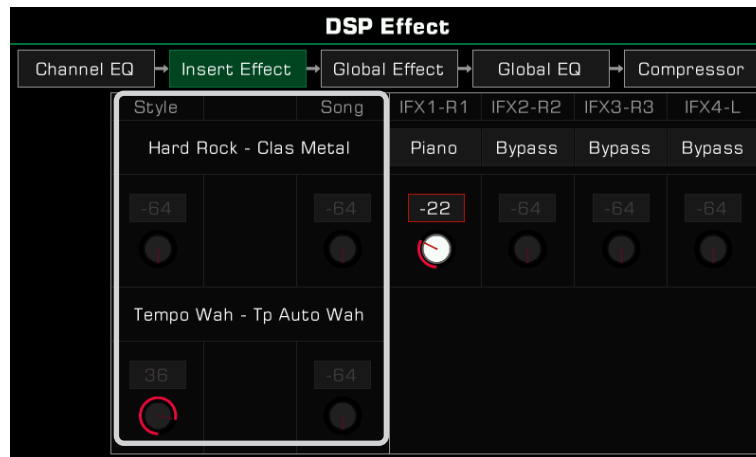 DSP Effect
Channel EQ Insert Effect Global Effect Global EQ Compressor
Style Song IFX1-R1 IFX2-R2 IFX3-R3 IFX4-L
Hard Rock - Clas Metal Piano Bypass Bypass Bypass
-64 -64 -22 -64 -64 -64
Tempo Wah - Tp Auto Wah
36 -64